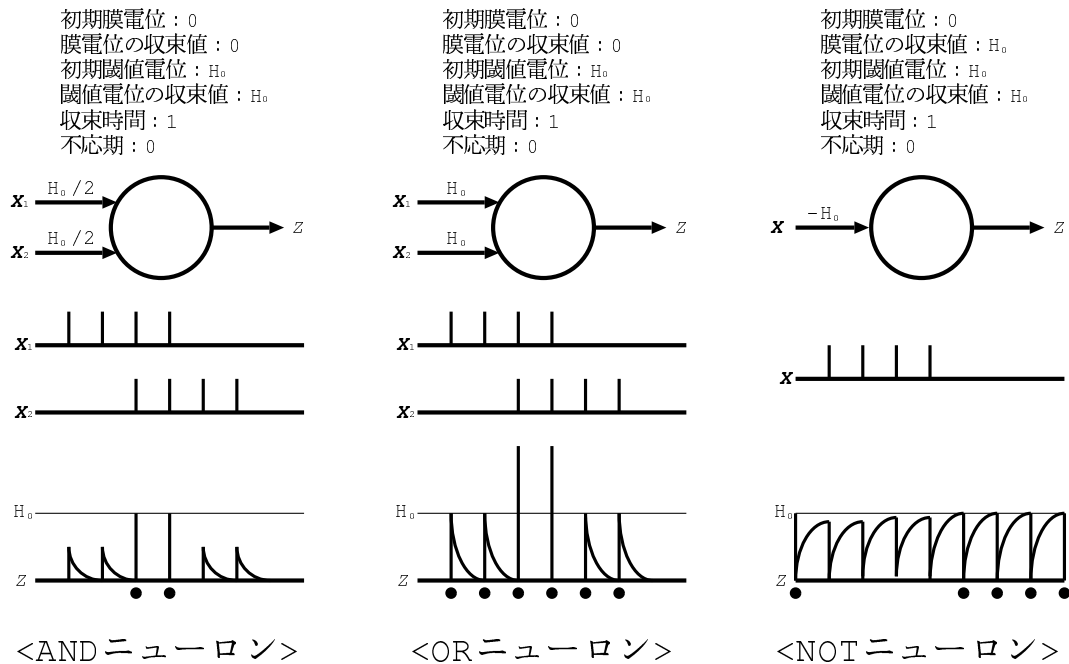 初期膜電位：0
膜電位の収束値：0
初期閾値電位：H₀
閾値電位の収束値：H₀
収束時間：1
不応期：0
H₀/2
x₁
H₀/2
x₂
Z
x₁
x₂
H₀
Z
<ANDニューロン>
初期膜電位：0
膜電位の収束値：0
初期閾値電位：H₀
閾値電位の収束値：H₀
収束時間：1
不応期：0
H₀
x₁
H₀
x₂
Z
x₁
x₂
H₀
Z
<ORニューロン>
初期膜電位：0
膜電位の収束値：H₀
初期閾値電位：H₀
閾値電位の収束値：H₀
収束時間：1
不応期：0
−H₀
x
Z
x
H₀
Z
<NOTニューロン>